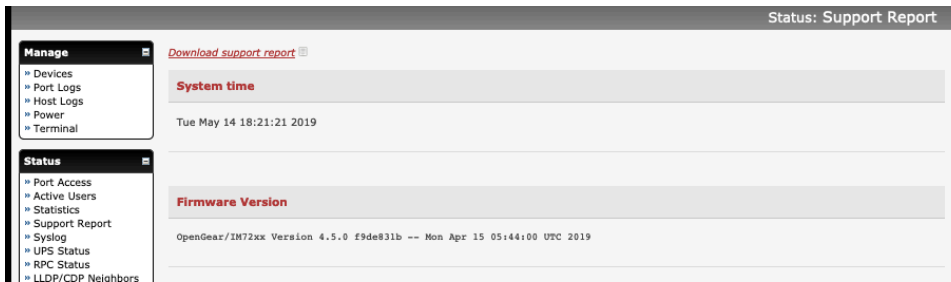 Status: Support Report
Manage
» Devices
» Port Logs
» Host Logs
» Power
» Terminal
Status
» Port Access
» Active Users
» Statistics
» Support Report
» Syslog
» UPS Status
» RPC Status
» LLDP/CDP Neighbors
Download support report
System time
Tue May 14 18:21:21 2019
Firmware Version
OpenGear/IM72xx Version 4.5.0 f9de831b -- Mon Apr 15 05:44:00 UTC 2019